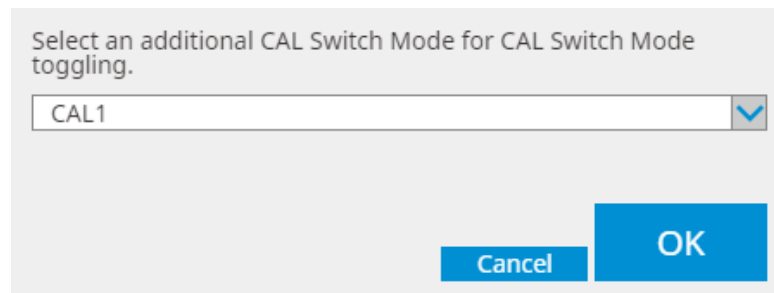 Select an additional CAL Switch Mode for CAL Switch Mode
toggling.
CAL1
Cancel
OK